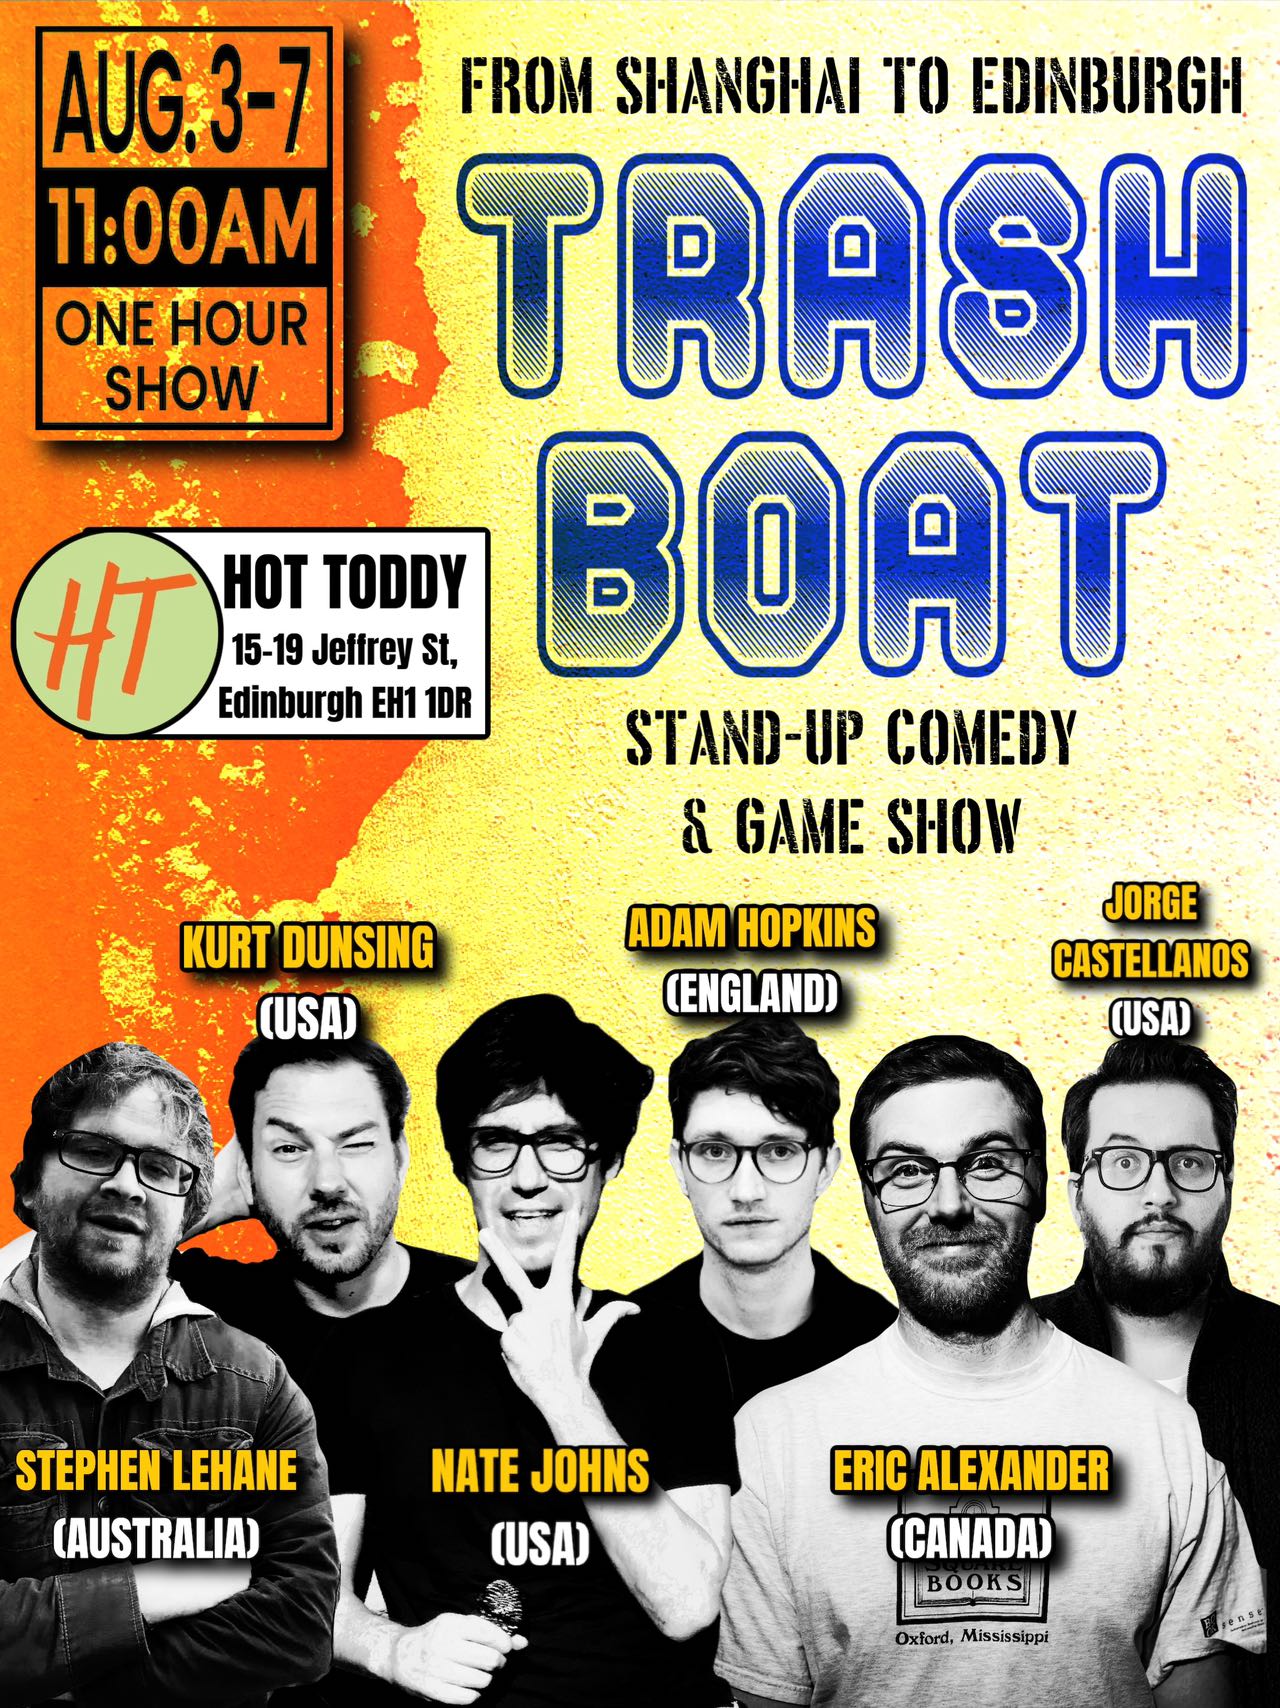 AUG. 3-7
11:00AM
ONE HOUR
SHOW
FROM SHANGHAI TO EDINBURGH
TRASH
BOAT
HT
HOT TODDY
15-19 Jeffrey St,
Edinburgh EH1 1DR
STAND-UP COMEDY
& GAME SHOW
KURT DUNSING
(USA)
ADAM HOPKINS
(ENGLAND)
JORGE
CASTELLANOS
(USA)
STEPHEN LEHANE
(AUSTRALIA)
NATE JOHNS
(USA)
ERIC ALEXANDER
(CANADA)
SQUARE
BOOKS
Oxford, Mississippi
sense